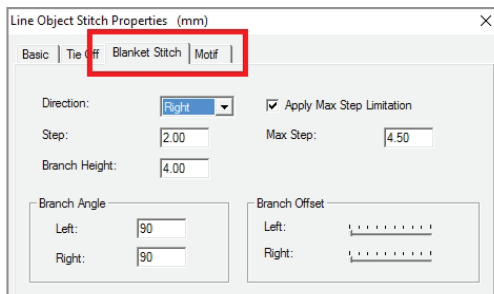 Line Object Stitch Properties (mm)
Basic Tie Off Blanket Stitch Motif
Direction: Right Apply Max Step Limitation
Step: 2.00 Max Step: 4.50
Branch Height: 4.00
Branch Angle Branch Offset
Left: 90 Left:
Right: 90 Right: